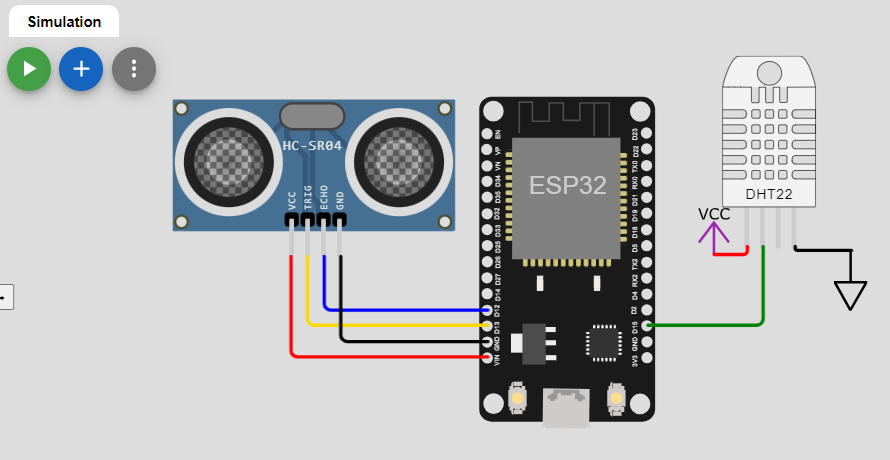 Simulation
HC-SR04
VCC
TRIG
ECHO
GND
ESP32
EN
VP
VN
D34
D35
D32
D33
D25
D26
D27
D14
D12
D13
GND
VIN
D23
D22
TX0
RX0
D21
D19
D18
D5
TX2
RX2
D4
D2
D15
GND
3V3
DHT22
VCC